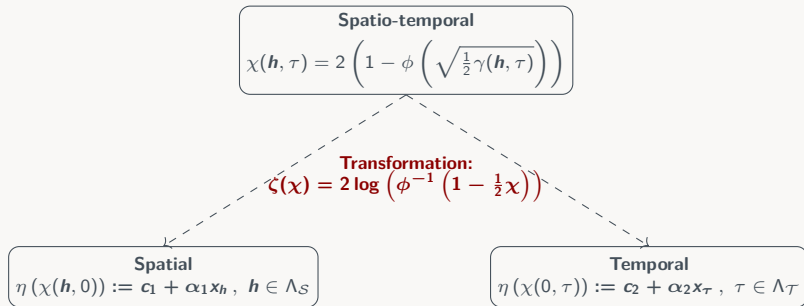 Spatio-temporal
χ(h, τ) = 2 (1 − ϕ (√(½γ(h, τ))))
Transformation:
ζ(χ) = 2 log (ϕ⁻¹ (1 − ½χ))
Spatial
η (χ(h, 0)) := c₁ + α₁xₕ , h ∈ Λ_𝒮
Temporal
η (χ(0, τ)) := c₂ + α₂x_τ , τ ∈ Λ_𝒯